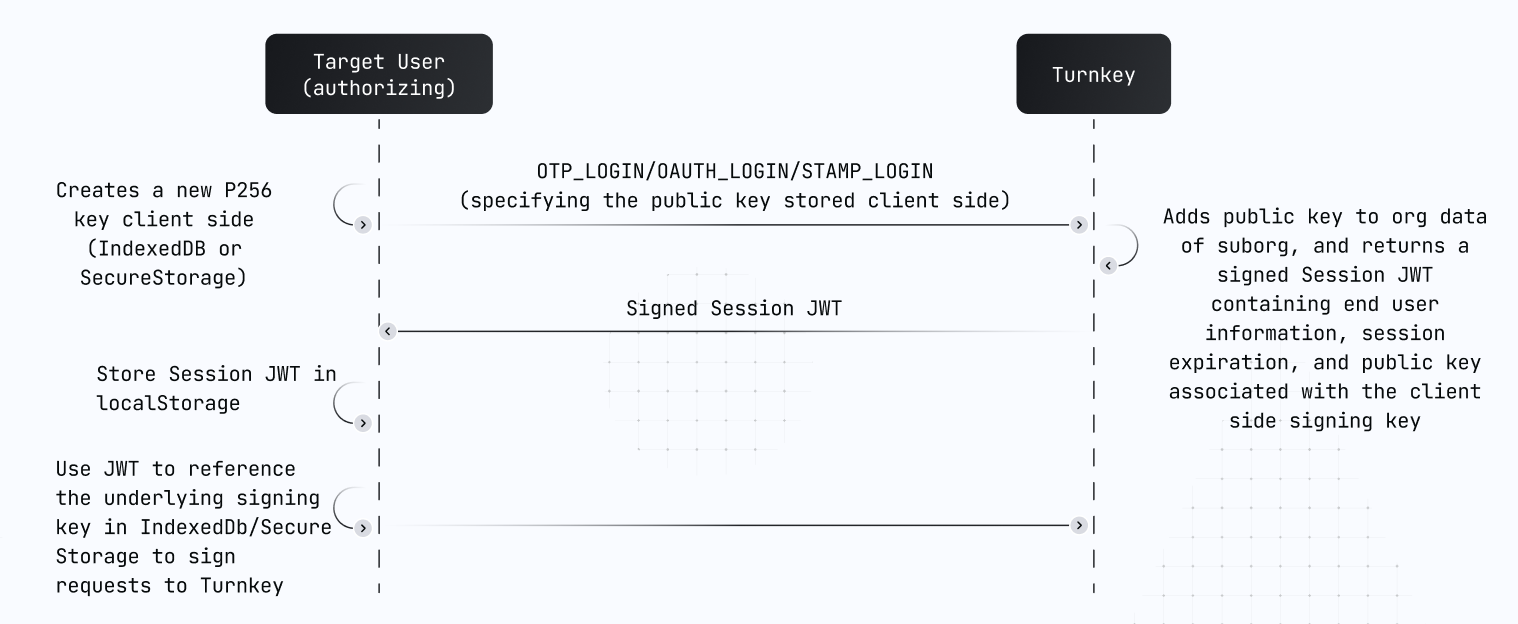 Target User
(authorizing)
Turnkey
OTP_LOGIN/OAUTH_LOGIN/STAMP_LOGIN
(specifying the public key stored client side)
Creates a new P256
key client side
(IndexedDB or
SecureStorage)
Adds public key to org data
of suborg, and returns a
signed Session JWT
containing end user
information, session
expiration, and public key
associated with the client
side signing key
Signed Session JWT
Store Session JWT in
localStorage
Use JWT to reference
the underlying signing
key in IndexedDb/Secure
Storage to sign
requests to Turnkey